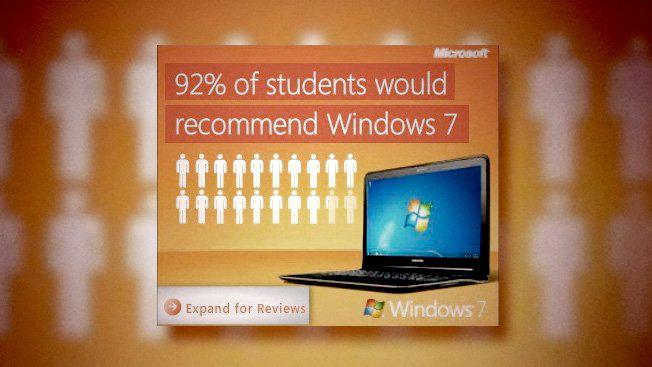 Microsoft
92% of students would
recommend Windows 7
Expand for Reviews
Windows 7